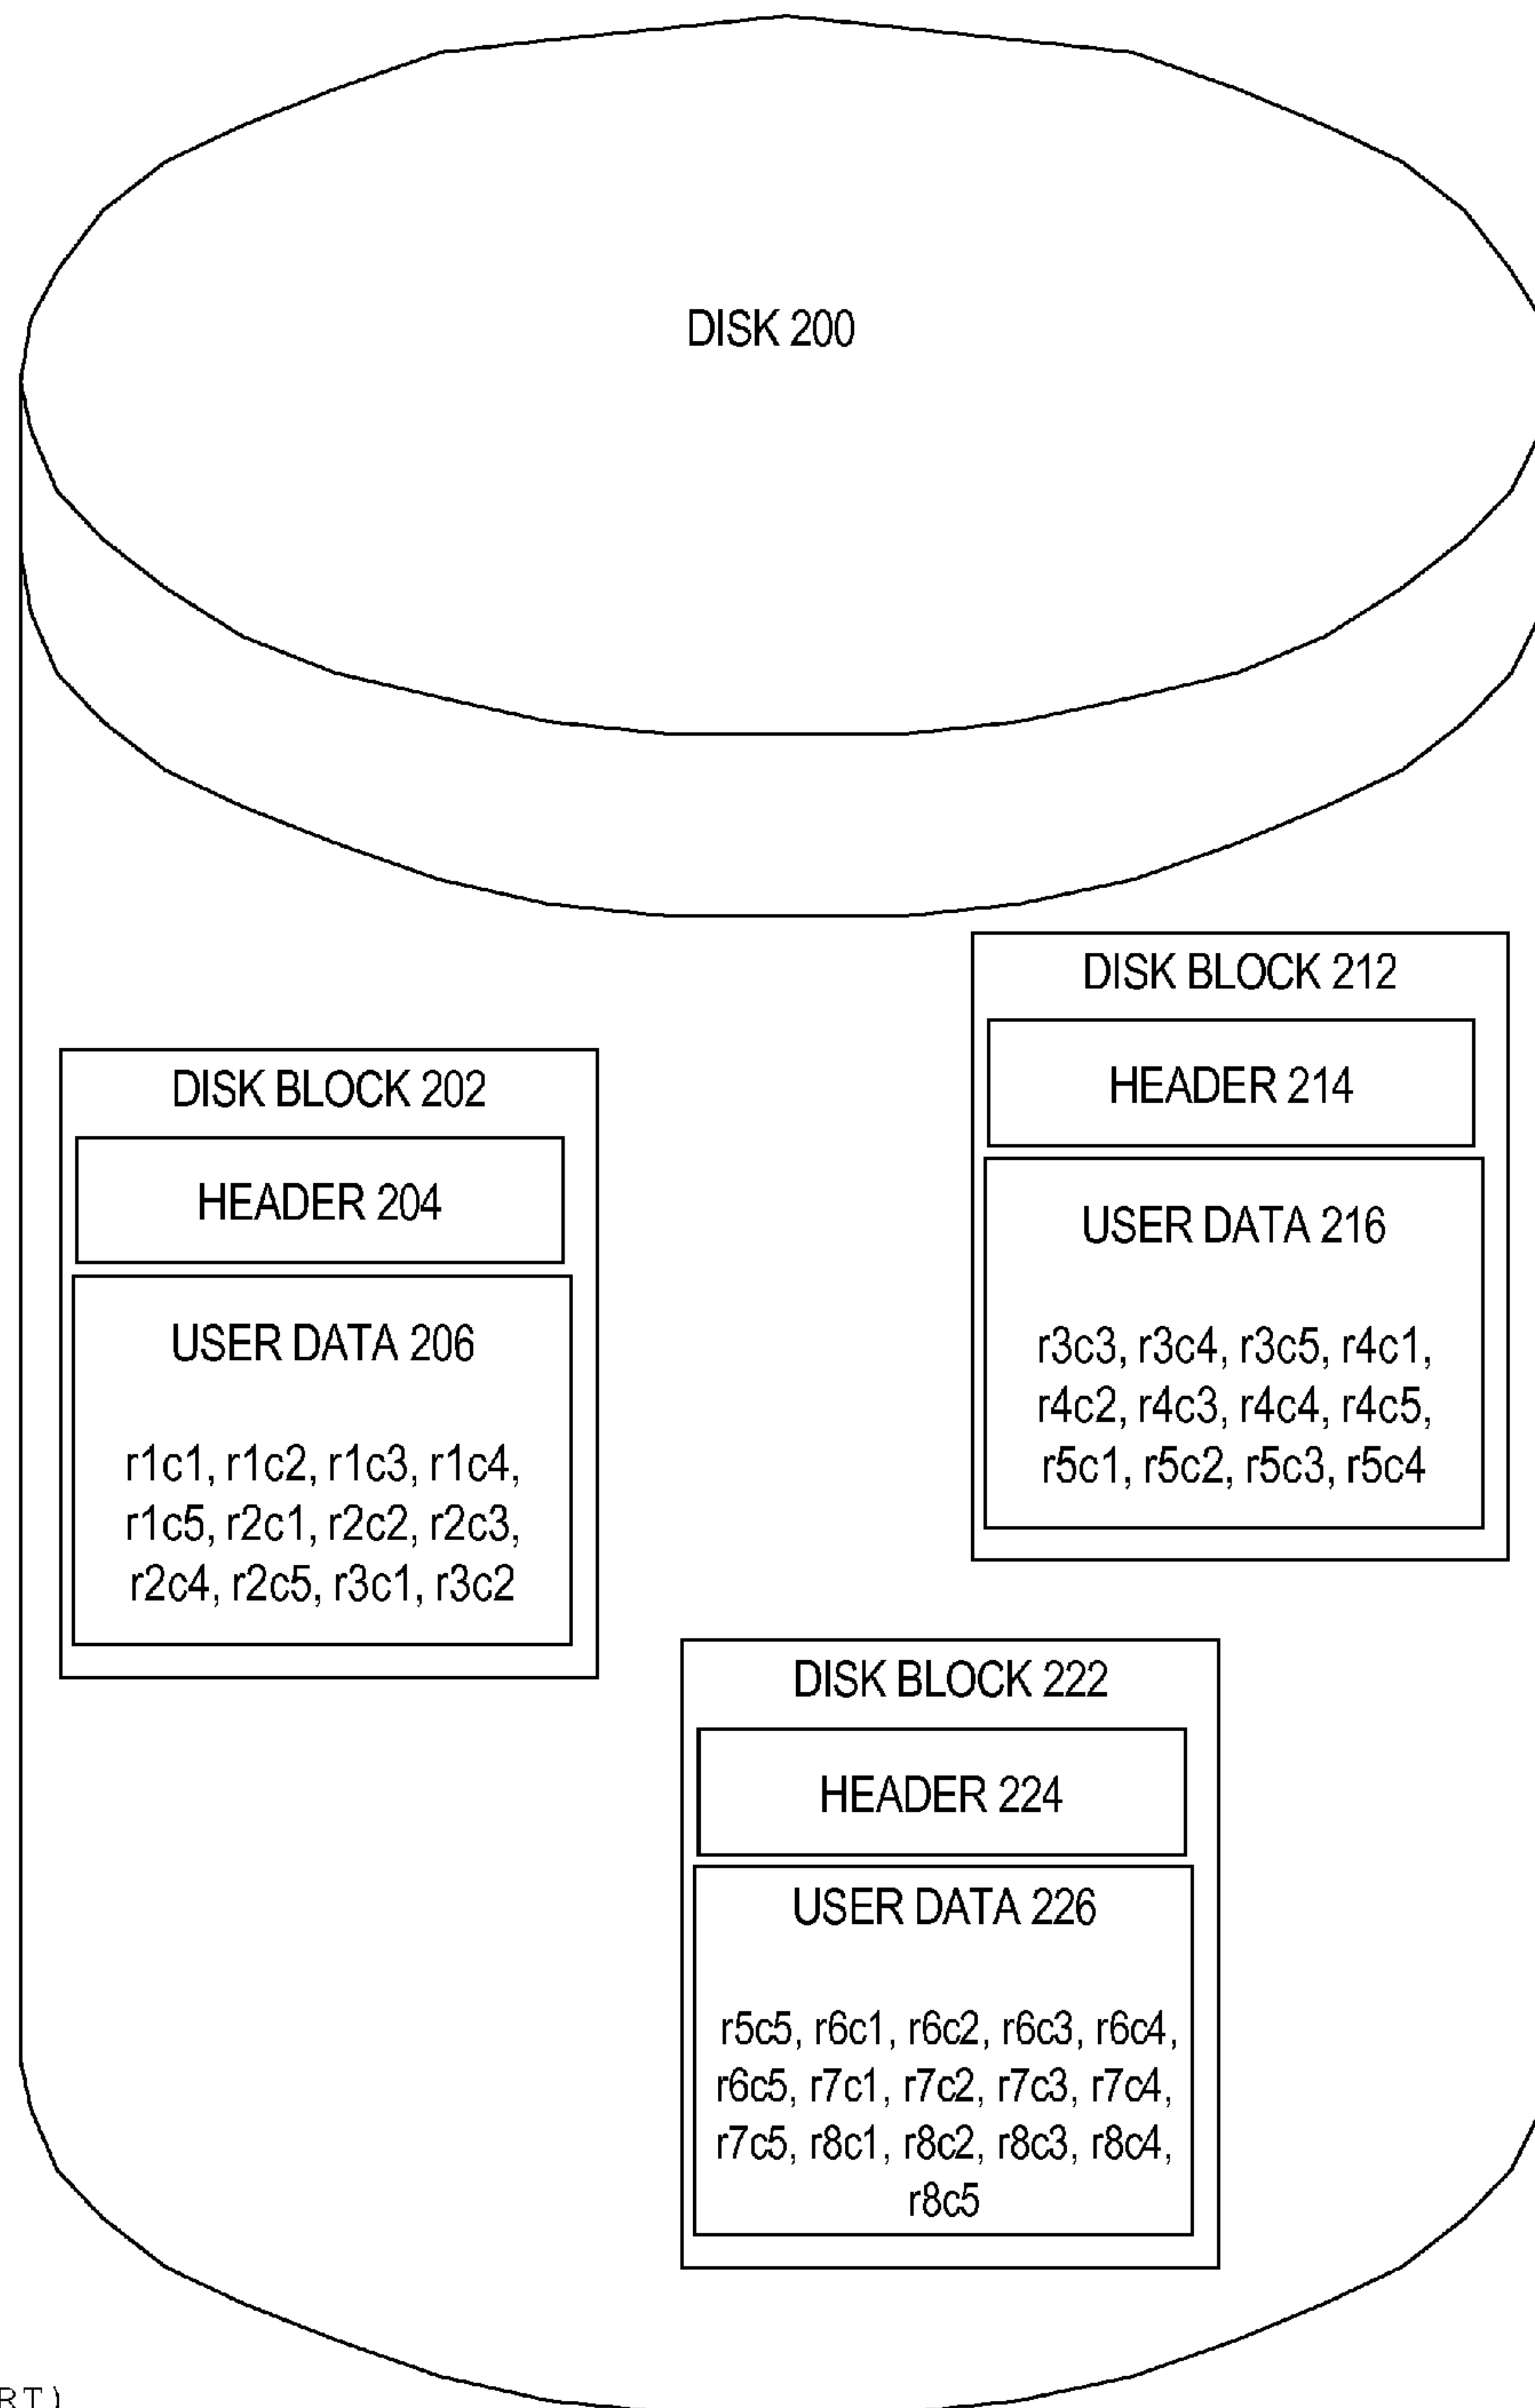 DISK 200
DISK BLOCK 202
HEADER 204
USER DATA 206
r1c1, r1c2, r1c3, r1c4,
r1c5, r2c1, r2c2, r2c3,
r2c4, r2c5, r3c1, r3c2
DISK BLOCK 212
HEADER 214
USER DATA 216
r3c3, r3c4, r3c5, r4c1,
r4c2, r4c3, r4c4, r4c5,
r5c1, r5c2, r5c3, r5c4
DISK BLOCK 222
HEADER 224
USER DATA 226
r5c5, r6c1, r6c2, r6c3, r6c4,
r6c5, r7c1, r7c2, r7c3, r7c4,
r7c5, r8c1, r8c2, r8c3, r8c4,
r8c5